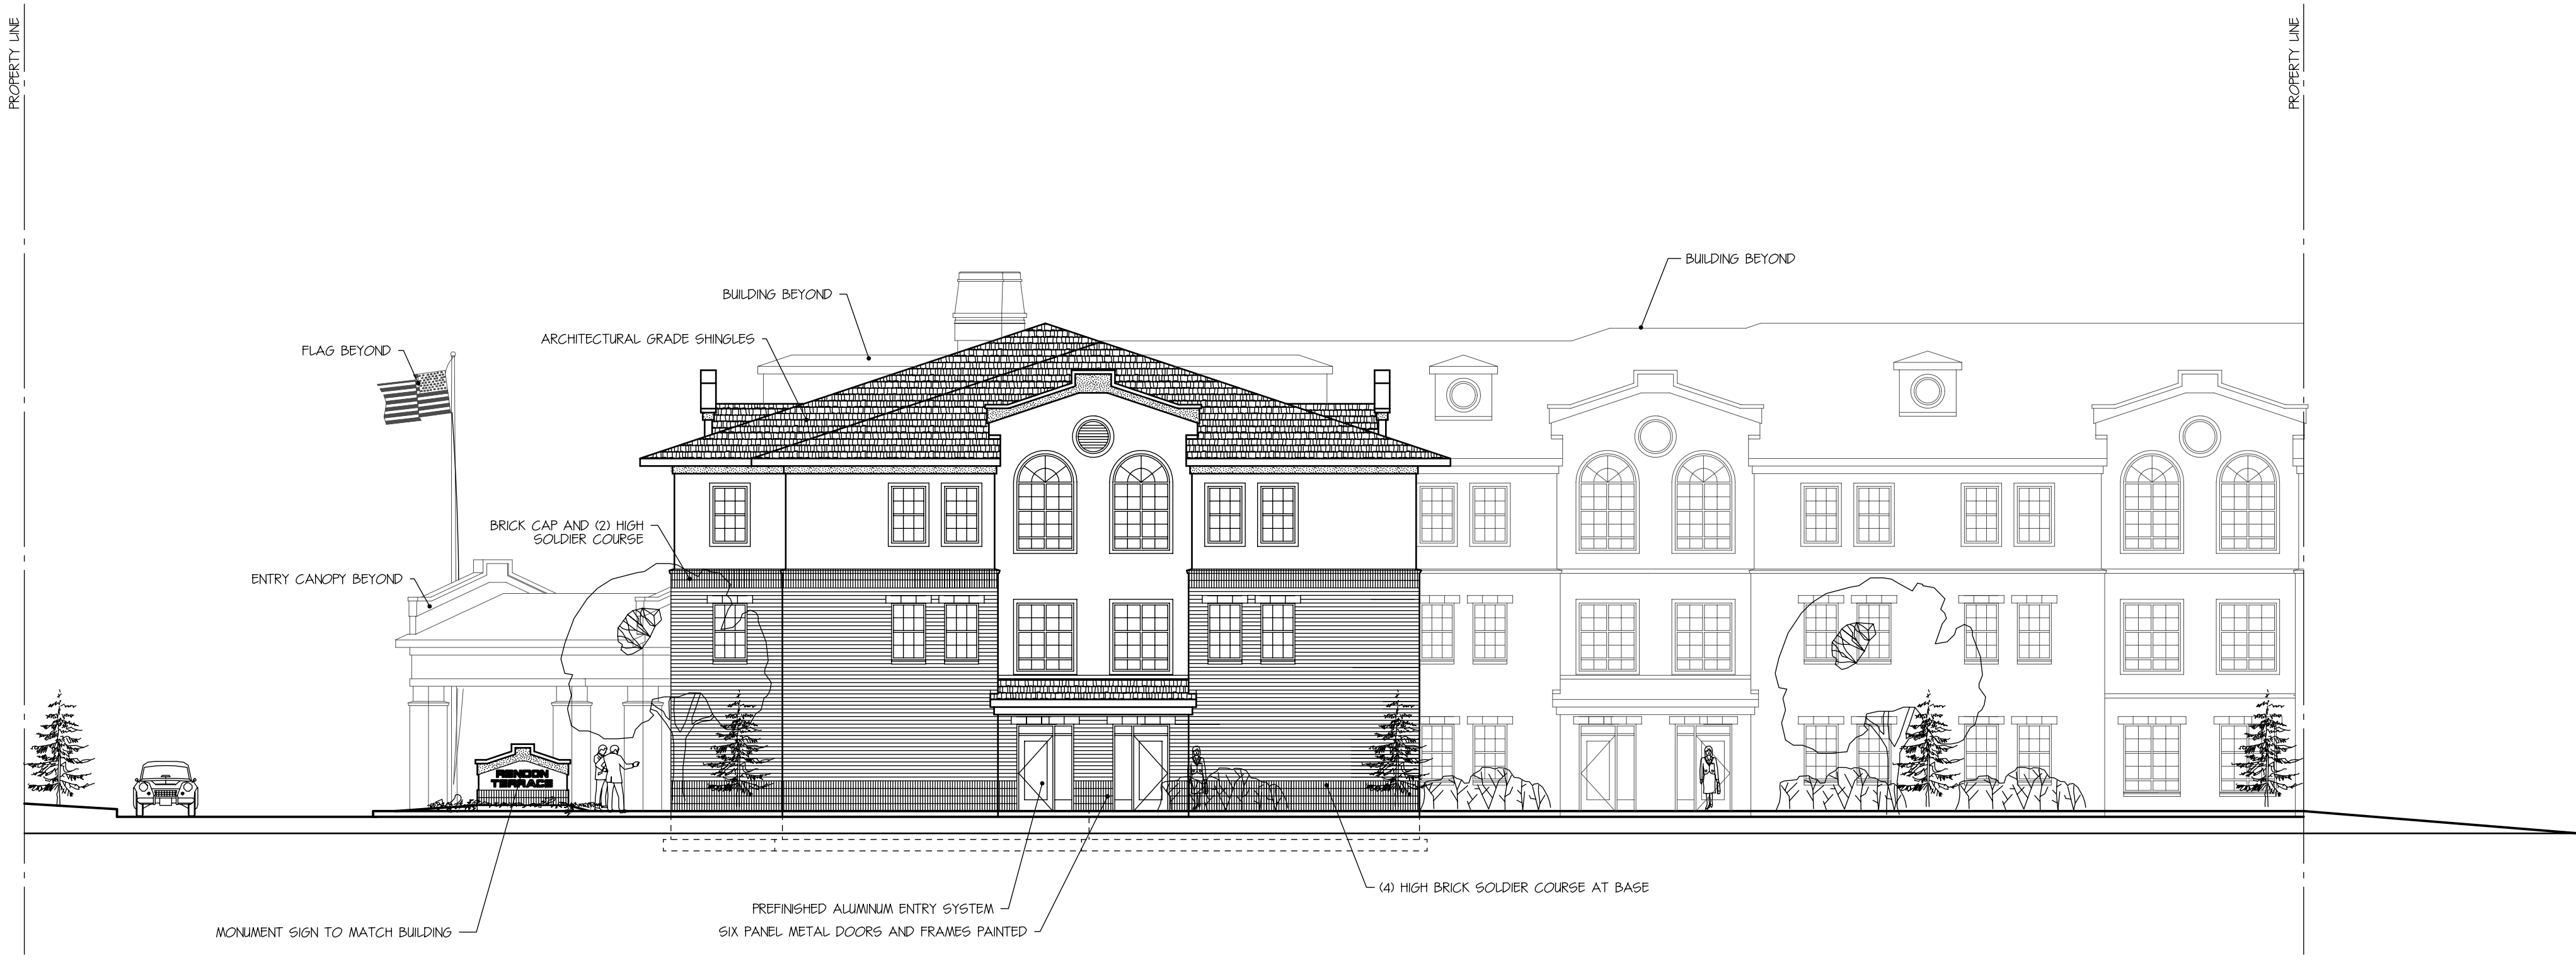 PROPERTY LINE
PROPERTY LINE
BUILDING BEYOND
BUILDING BEYOND
ARCHITECTURAL GRADE SHINGLES
FLAG BEYOND
BRICK CAP AND (2) HIGH
SOLDIER COURSE
ENTRY CANOPY BEYOND
RENDON
TERRACE
(4) HIGH BRICK SOLDIER COURSE AT BASE
PREFINISHED ALUMINUM ENTRY SYSTEM
SIX PANEL METAL DOORS AND FRAMES PAINTED
MONUMENT SIGN TO MATCH BUILDING